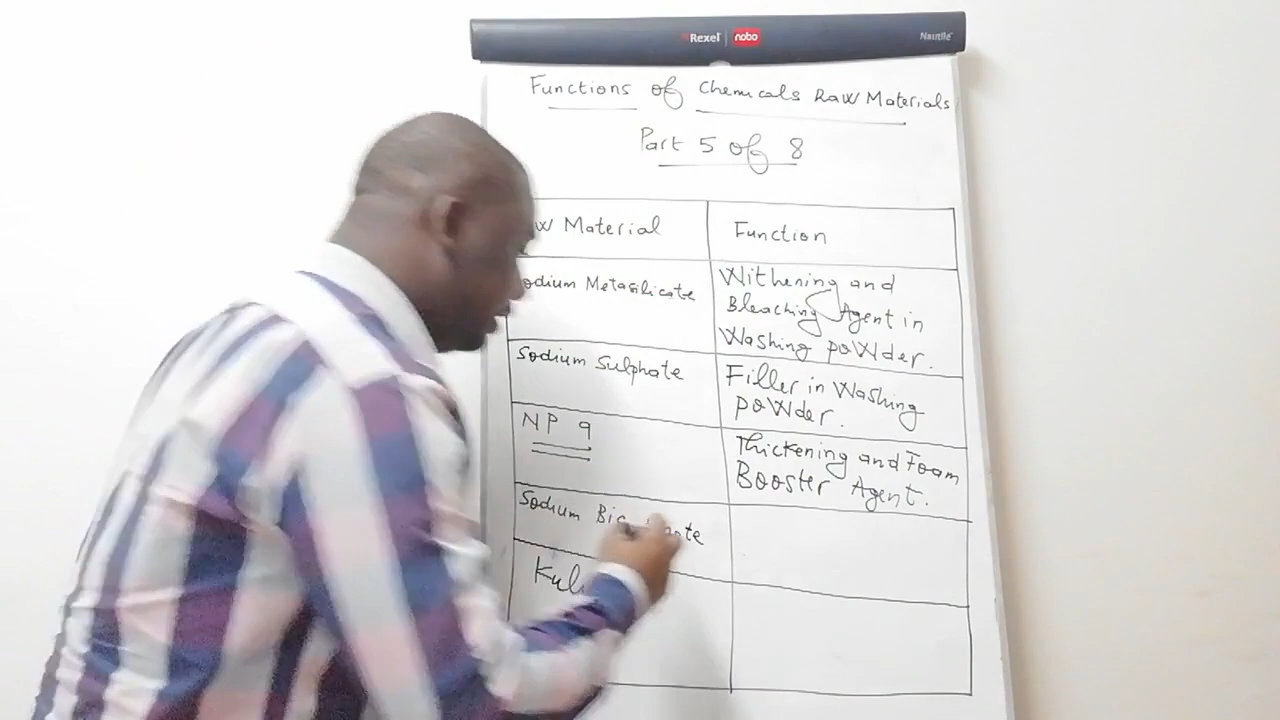 Rexel nobo Nautile
Functions of Chemicals Raw Materials
Part 5 of 8
Material Function
Metasilicate Withening and
Bleaching Agent in
Washing powder.
Sodium Sulphate Filler in Washing
powder.
NP 9 Thickening and Foam
Booster Agent.
Sodium